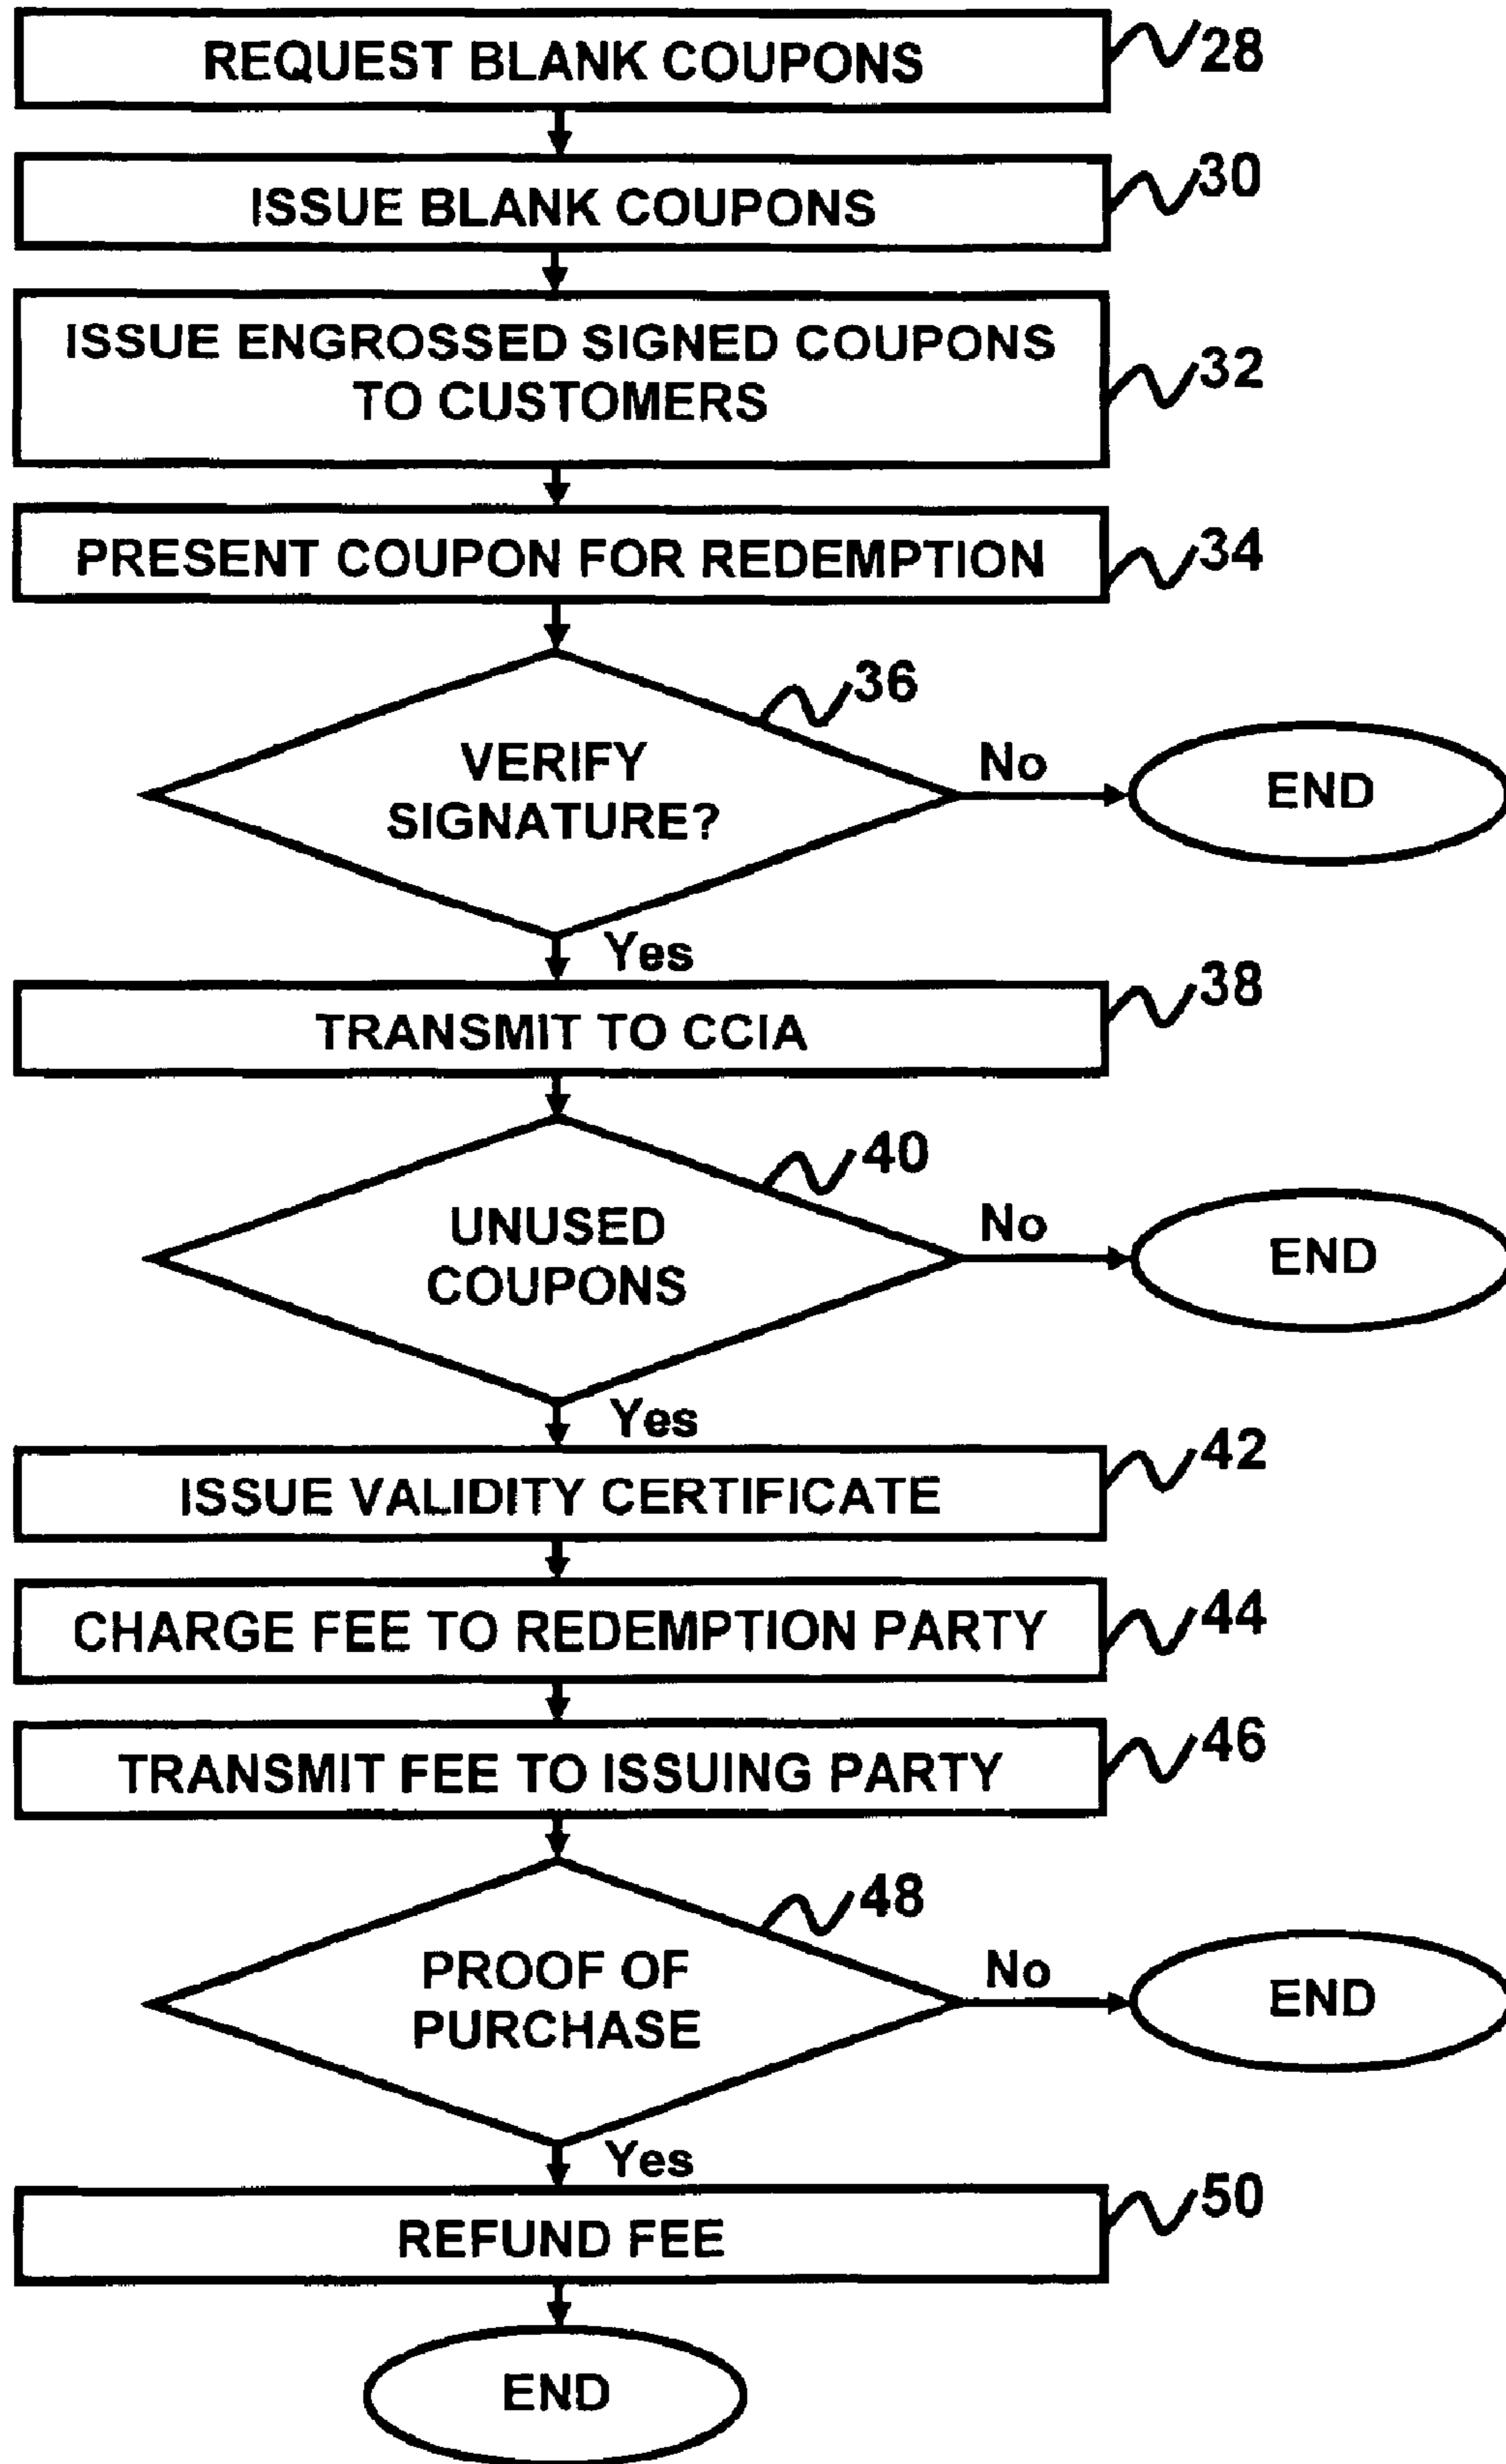 REQUEST BLANK COUPONS
28
ISSUE BLANK COUPONS
30
ISSUE ENGROSSED SIGNED COUPONS
TO CUSTOMERS
32
PRESENT COUPON FOR REDEMPTION
34
36
VERIFY
SIGNATURE?
No
END
Yes
TRANSMIT TO CCIA
38
40
UNUSED
COUPONS
No
END
Yes
ISSUE VALIDITY CERTIFICATE
42
CHARGE FEE TO REDEMPTION PARTY
44
TRANSMIT FEE TO ISSUING PARTY
46
48
PROOF OF
PURCHASE
No
END
Yes
REFUND FEE
50
END